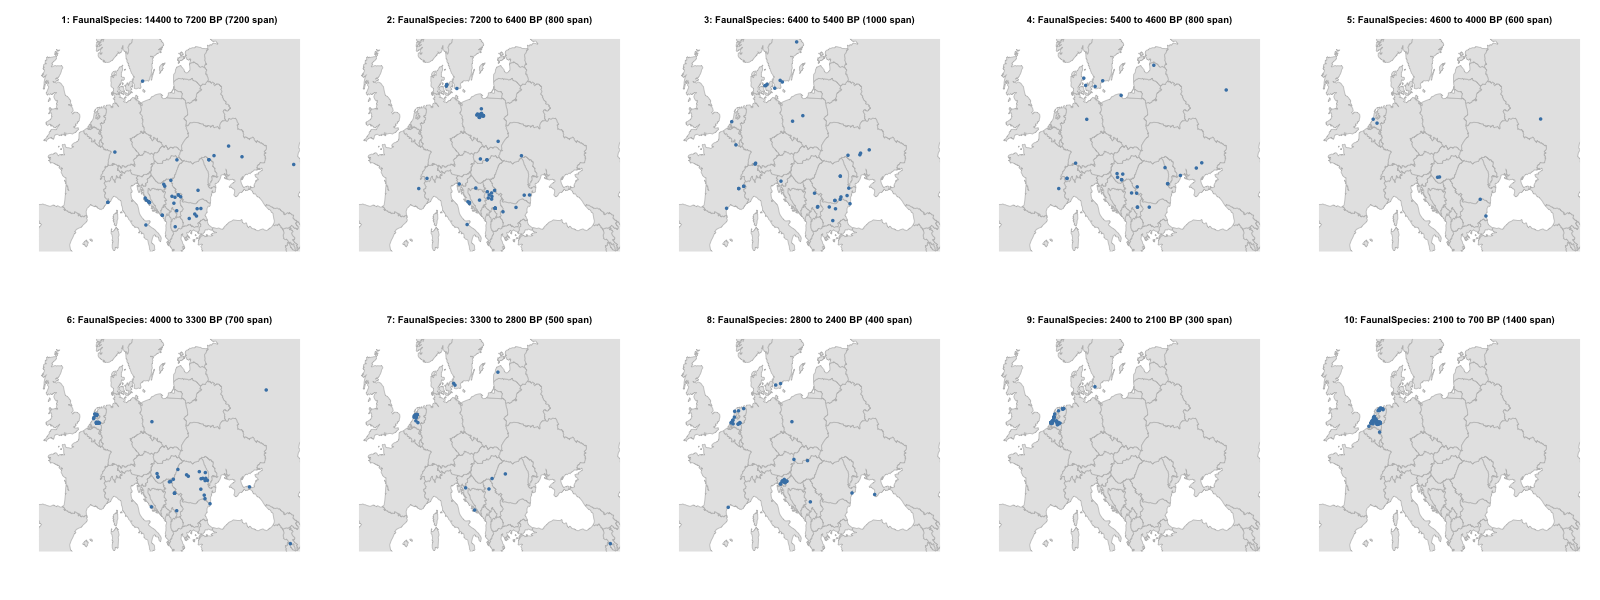 1: FaunalSpecies: 14400 to 7200 BP (7200 span)
2: FaunalSpecies: 7200 to 6400 BP (800 span)
3: FaunalSpecies: 6400 to 5400 BP (1000 span)
4: FaunalSpecies: 5400 to 4600 BP (800 span)
5: FaunalSpecies: 4600 to 4000 BP (600 span)
6: FaunalSpecies: 4000 to 3300 BP (700 span)
7: FaunalSpecies: 3300 to 2800 BP (500 span)
8: FaunalSpecies: 2800 to 2400 BP (400 span)
9: FaunalSpecies: 2400 to 2100 BP (300 span)
10: FaunalSpecies: 2100 to 700 BP (1400 span)